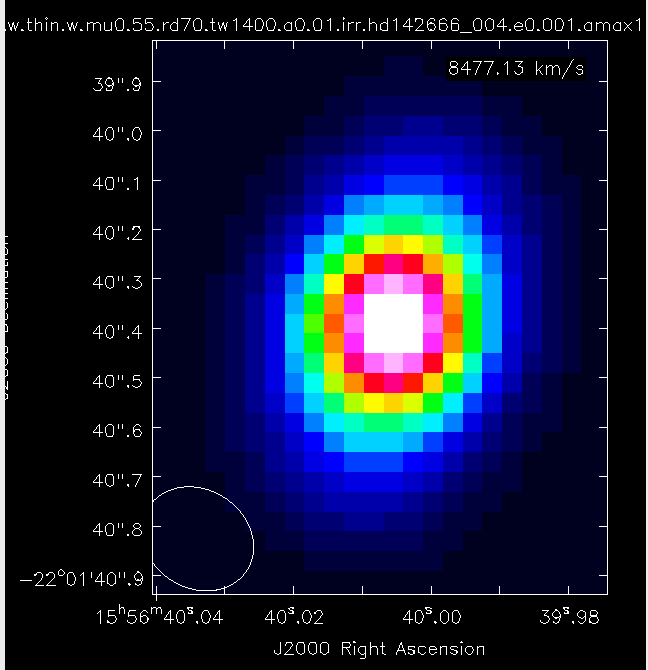 .w.thin.w.mu0.55.rd70.tw1400.a0.01.irr.hd142666_004.e0.001.amax1
8477.13 km/s
39".9
40".0
40".1
40".2
40".3
40".4
40".5
40".6
40".7
40".8
-22°01'40".9
15ʰ56ᵐ40ˢ.04 40ˢ.02 40ˢ.00 39ˢ.98
J2000 Right Ascension